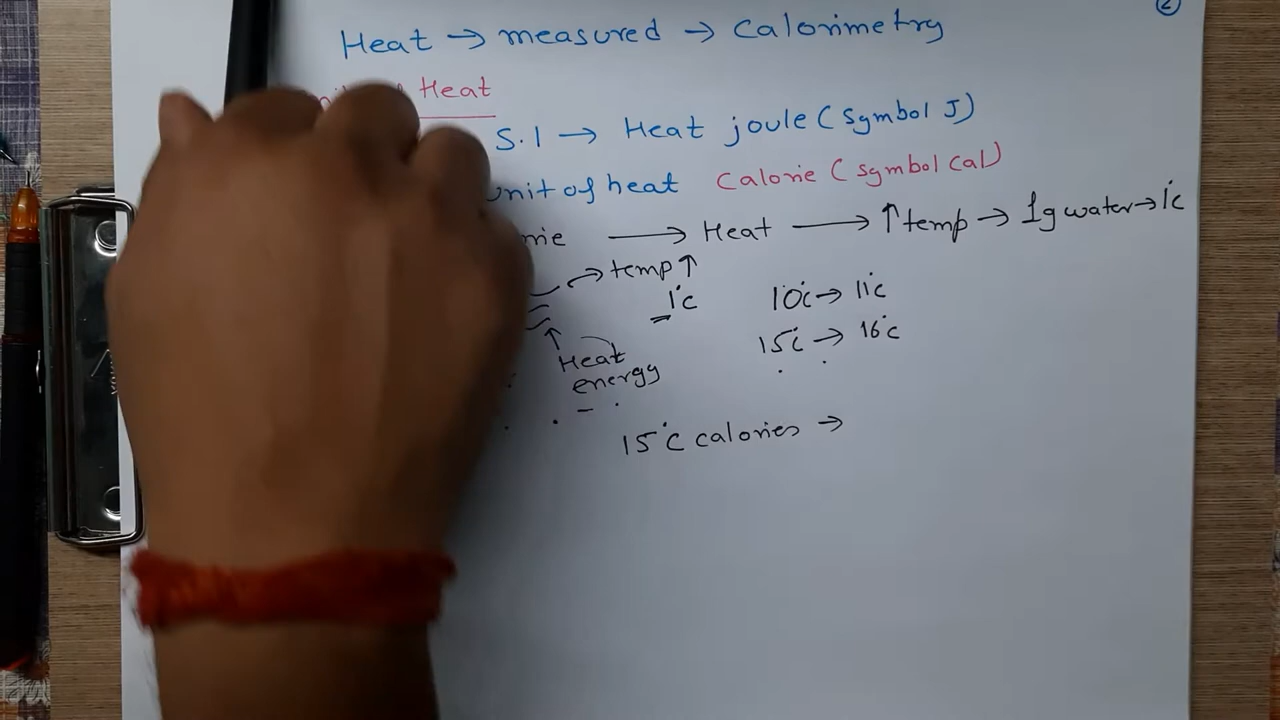 ②
Heat → measured → Calorimetry
Heat
S.I → Heat joule (Symbol J)
unit of heat Calorie (symbol cal)
→ Heat → ↑ temp → 1g water → 1°c
→ temp ↑
1°c 10°c → 11°c
15°c → 16°c
↑ Heat
energy
15°c calories →